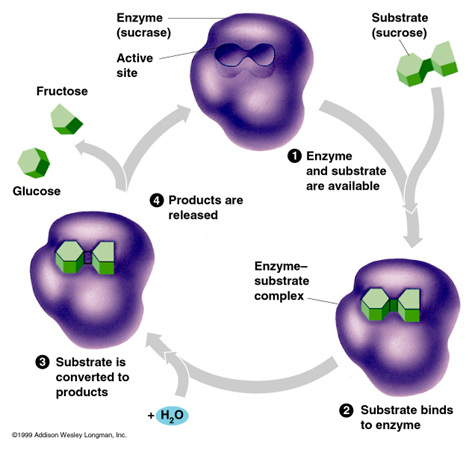 Enzyme
(sucrase)
Active
site
Substrate
(sucrose)
Fructose
Glucose
1 Enzyme
and substrate
are available
4 Products are
released
Enzyme–
substrate
complex
3 Substrate is
converted to
products
+ H₂O
2 Substrate binds
to enzyme
©1999 Addison Wesley Longman, Inc.